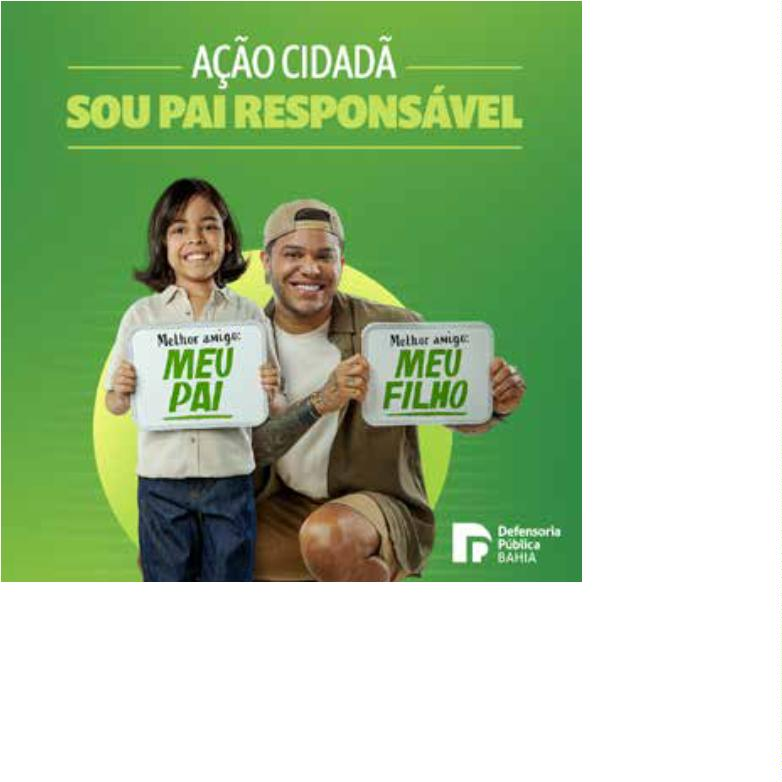 AÇÃO CIDADÃ
SOU PAI RESPONSÁVEL
Melhor amigo:
MEU
PAI
Melhor amigo:
MEU
FILHO
Defensoria
Pública
BAHIA